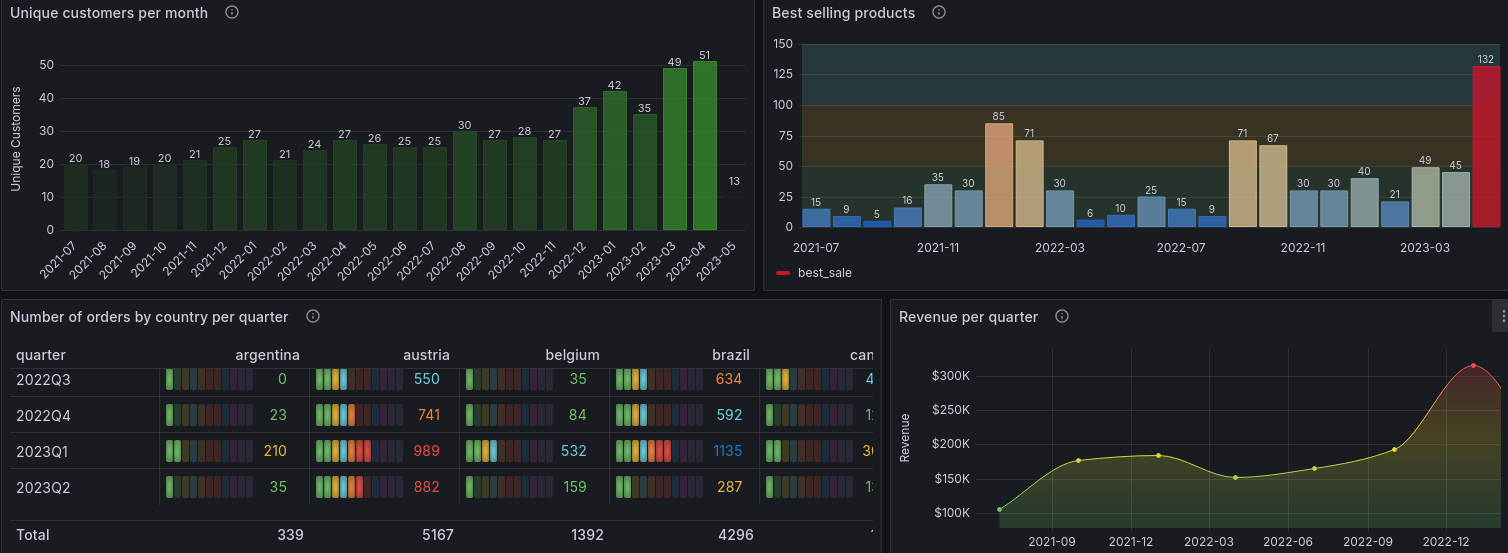 Unique customers per month
Unique Customers
50
40
30
20
10
0
20 18 19 20 21 25 27 21 24 27 26 25 25 30 27 28 27 37 42 35 49 51 13
2021-07 2021-08 2021-09 2021-10 2021-11 2021-12 2022-01 2022-02 2022-03 2022-04 2022-05 2022-06 2022-07 2022-08 2022-09 2022-10 2022-11 2022-12 2023-01 2023-02 2023-03 2023-04 2023-05
Best selling products
150
125
100
75
50
25
0
15 9 5 16 35 30 85 71 30 6 10 25 15 9 71 67 30 30 40 21 49 45 132
2021-07 2021-11 2022-03 2022-07 2022-11 2023-03
best_sale
Number of orders by country per quarter
quarter argentina austria belgium brazil
2022Q3 0 550 35 634
2022Q4 23 741 84 592
2023Q1 210 989 532 1135
2023Q2 35 882 159 287
Total 339 5167 1392 4296
Revenue per quarter
Revenue
$300K
$250K
$200K
$150K
$100K
2021-09 2021-12 2022-03 2022-06 2022-09 2022-12